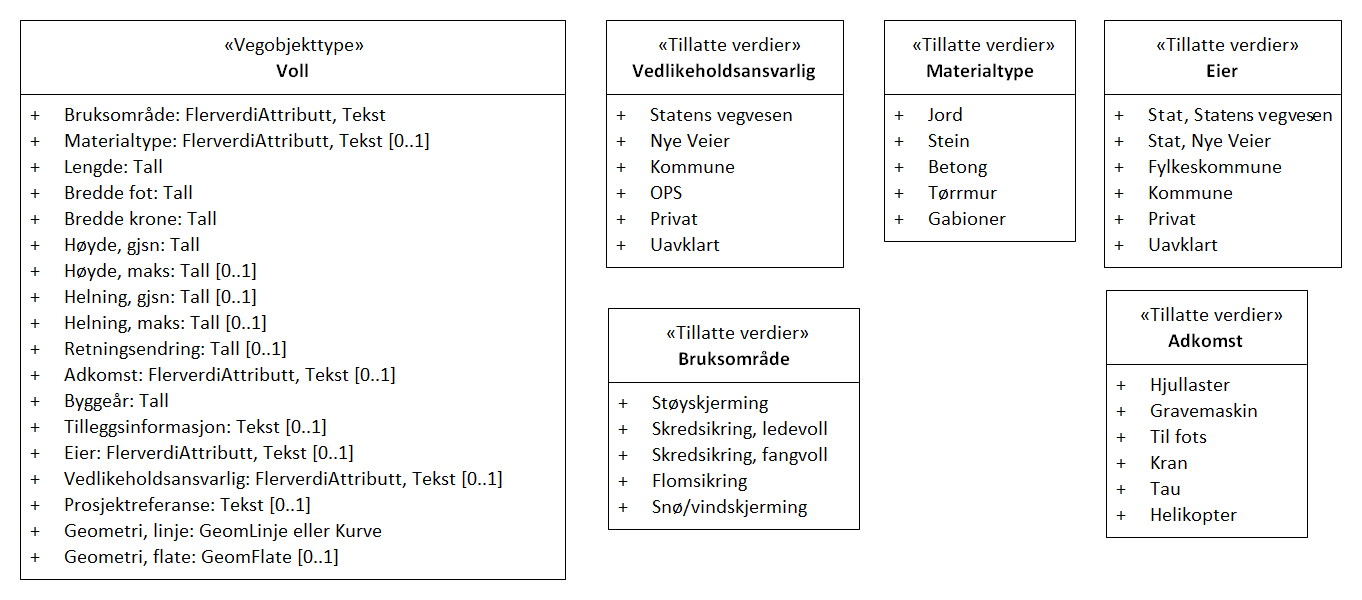 «Vegobjekttype»
Voll
+ Bruksområde: FlerverdiAttributt, Tekst
+ Materialtype: FlerverdiAttributt, Tekst [0..1]
+ Lengde: Tall
+ Bredde fot: Tall
+ Bredde krone: Tall
+ Høyde, gjsn: Tall
+ Høyde, maks: Tall [0..1]
+ Helning, gjsn: Tall [0..1]
+ Helning, maks: Tall [0..1]
+ Retningsendring: Tall [0..1]
+ Adkomst: FlerverdiAttributt, Tekst [0..1]
+ Byggeår: Tall
+ Tilleggsinformasjon: Tekst [0..1]
+ Eier: FlerverdiAttributt, Tekst [0..1]
+ Vedlikeholdsansvarlig: FlerverdiAttributt, Tekst [0..1]
+ Prosjektreferanse: Tekst [0..1]
+ Geometri, linje: GeomLinje eller Kurve
+ Geometri, flate: GeomFlate [0..1]
«Tillatte verdier»
Vedlikeholdsansvarlig
+ Statens vegvesen
+ Nye Veier
+ Kommune
+ OPS
+ Privat
+ Uavklart
«Tillatte verdier»
Materialtype
+ Jord
+ Stein
+ Betong
+ Tørrmur
+ Gabioner
«Tillatte verdier»
Eier
+ Stat, Statens vegvesen
+ Stat, Nye Veier
+ Fylkeskommune
+ Kommune
+ Privat
+ Uavklart
«Tillatte verdier»
Bruksområde
+ Støyskjerming
+ Skredsikring, ledevoll
+ Skredsikring, fangvoll
+ Flomsikring
+ Snø/vindskjerming
«Tillatte verdier»
Adkomst
+ Hjullaster
+ Gravemaskin
+ Til fots
+ Kran
+ Tau
+ Helikopter